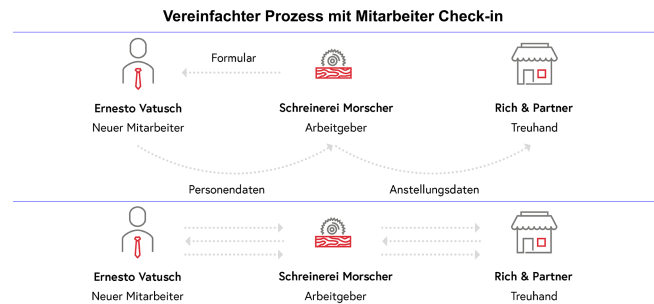 Vereinfachter Prozess mit Mitarbeiter Check-in
Formular
Ernesto Vatusch
Schreinerei Morscher
Rich & Partner
Neuer Mitarbeiter
Arbeitgeber
Treuhand
Personendaten
Anstellungsdaten
Ernesto Vatusch
Schreinerei Morscher
Rich & Partner
Neuer Mitarbeiter
Arbeitgeber
Treuhand